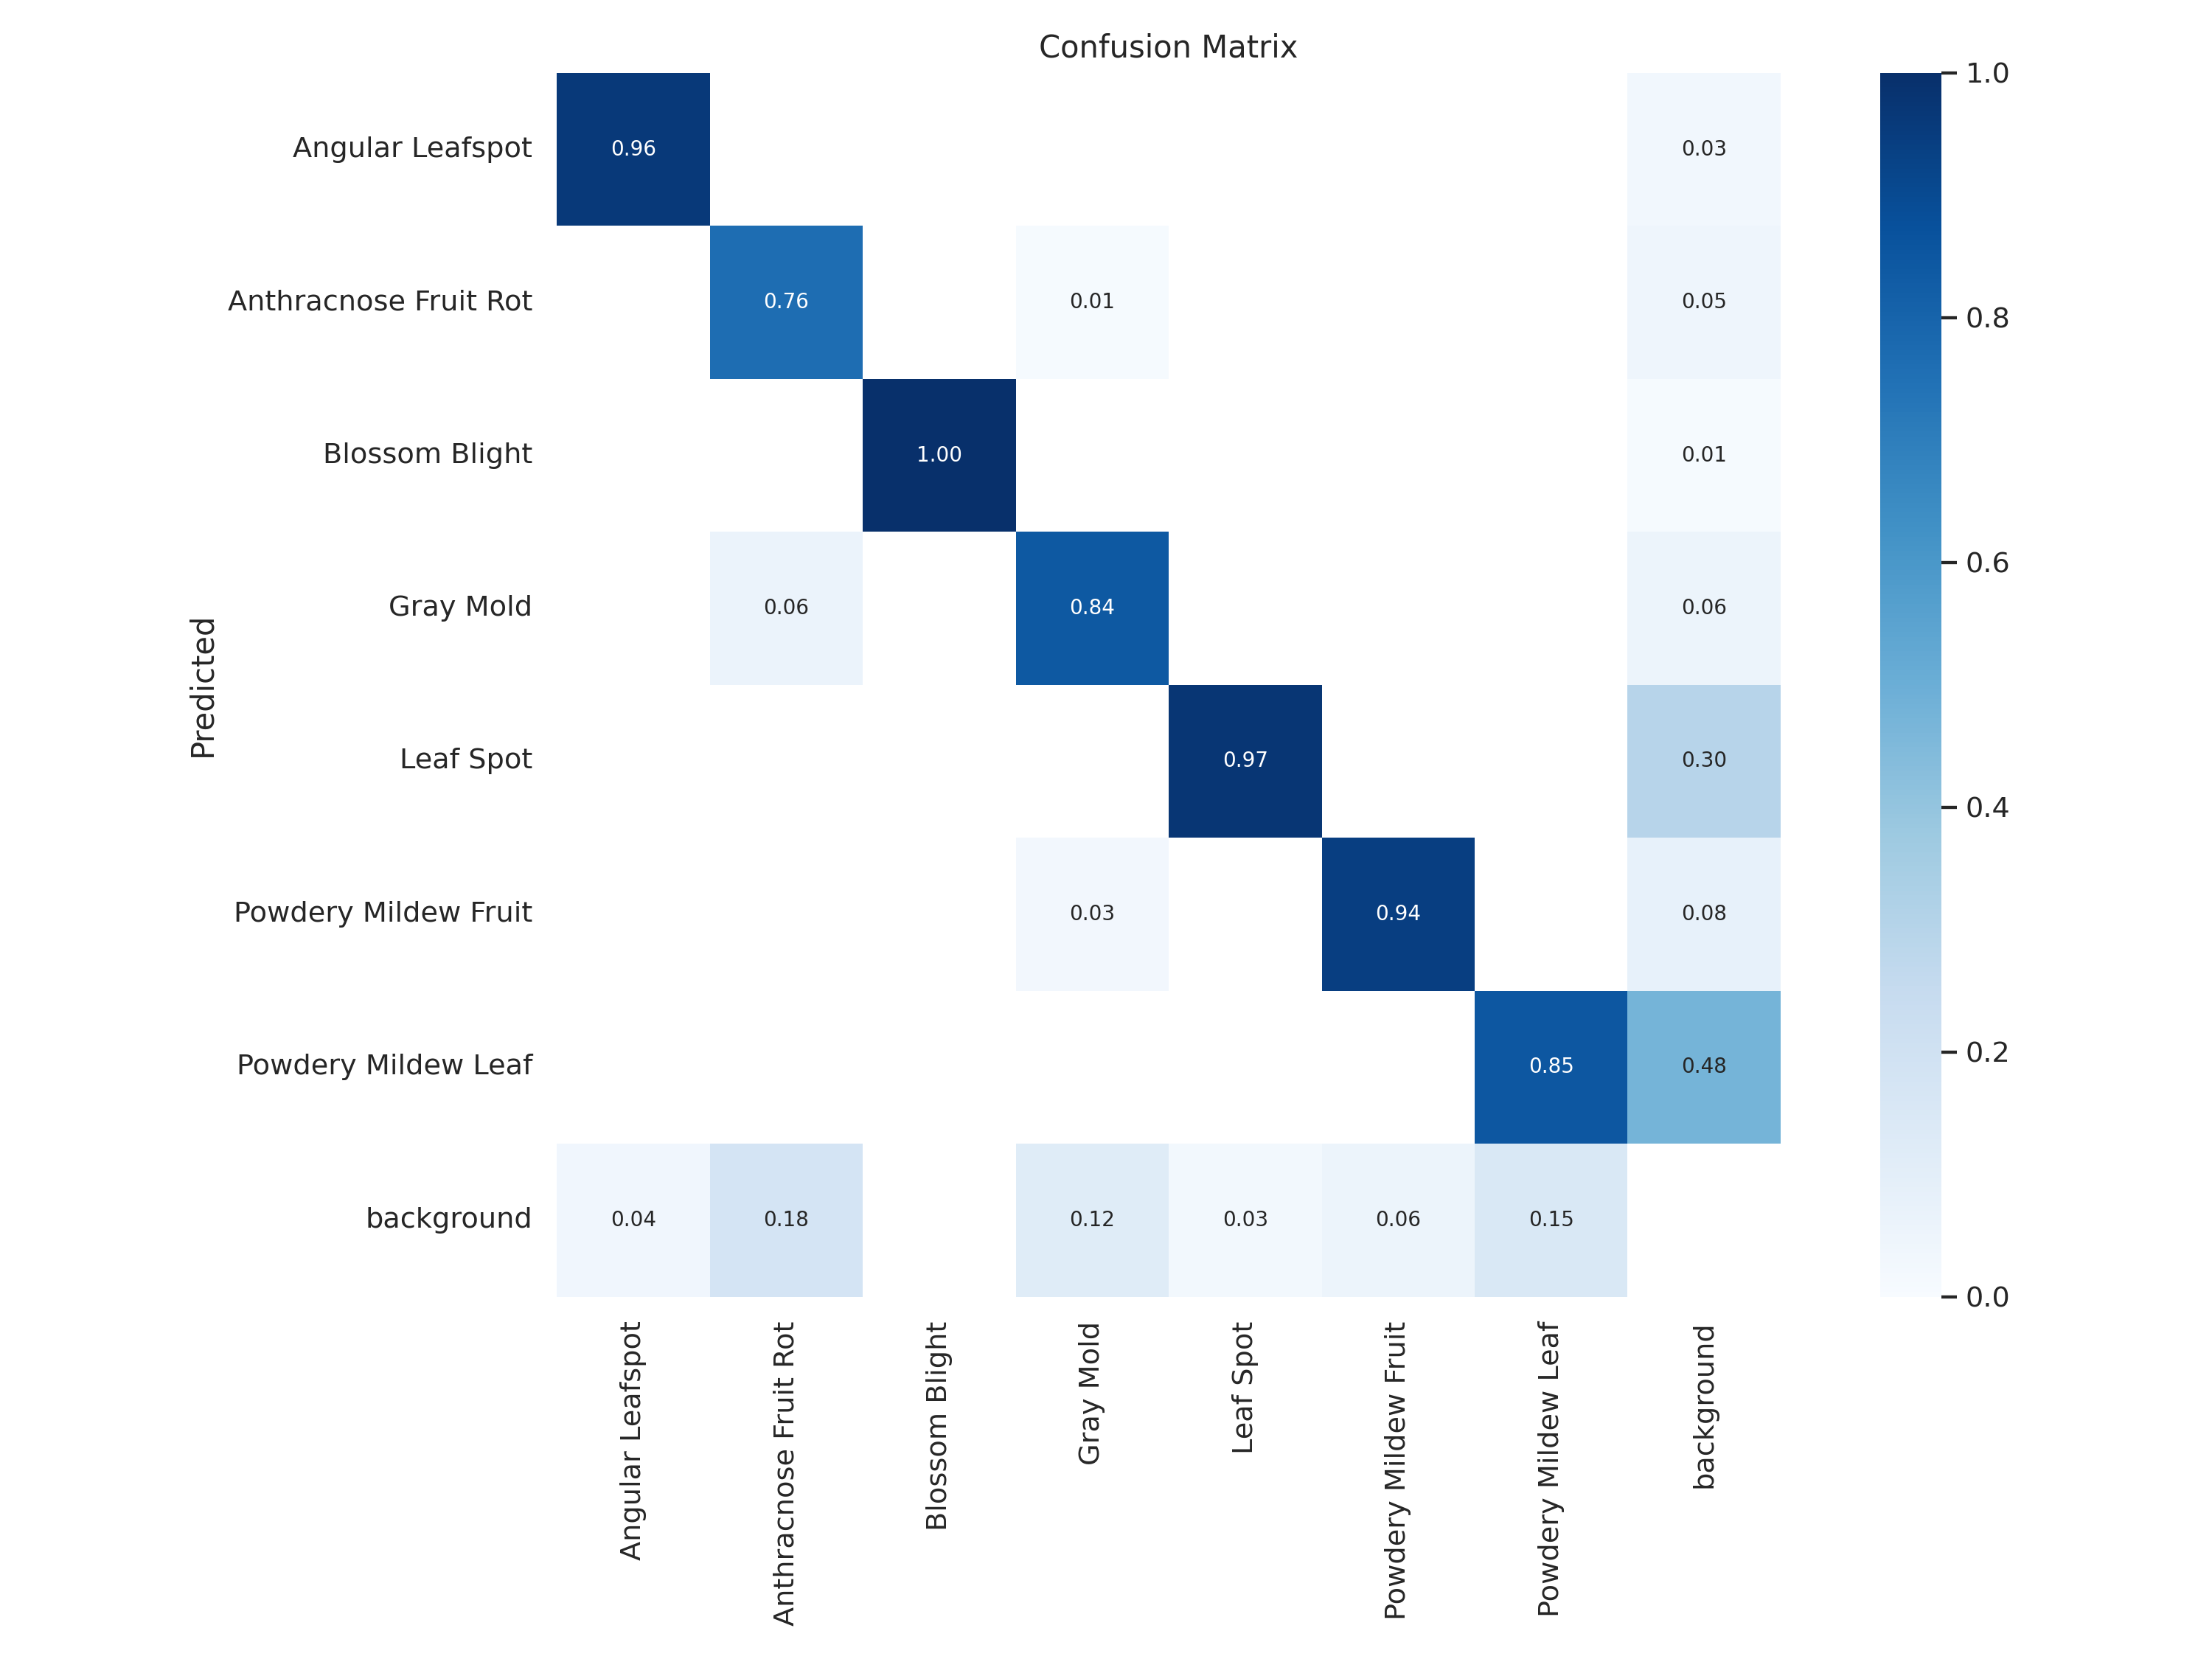 Confusion Matrix
Angular Leafspot 0.96 0.03
Anthracnose Fruit Rot 0.76 0.01 0.05
Blossom Blight 1.00 0.01
Gray Mold 0.06 0.84 0.06
Leaf Spot 0.97 0.30
Powdery Mildew Fruit 0.03 0.94 0.08
Powdery Mildew Leaf 0.85 0.48
background 0.04 0.18 0.12 0.03 0.06 0.15
Predicted
Angular Leafspot
Anthracnose Fruit Rot
Blossom Blight
Gray Mold
Leaf Spot
Powdery Mildew Fruit
Powdery Mildew Leaf
background
1.0
0.8
0.6
0.4
0.2
0.0